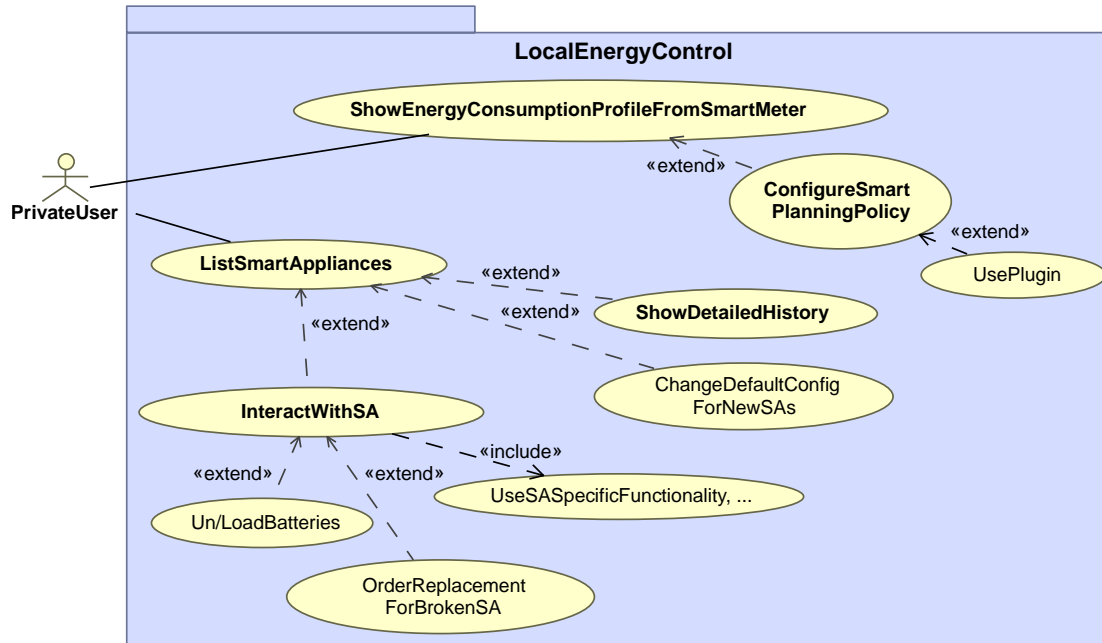 LocalEnergyControl
ShowEnergyConsumptionProfileFromSmartMeter
«extend»
ConfigureSmart
PlanningPolicy
PrivateUser
«extend»
ListSmartAppliances
«extend»
UsePlugin
«extend»
ShowDetailedHistory
«extend»
ChangeDefaultConfig
ForNewSAs
InteractWithSA
«include»
«extend»
«extend»
UseSASpecificFunctionality, ...
Un/LoadBatteries
OrderReplacement
ForBrokenSA